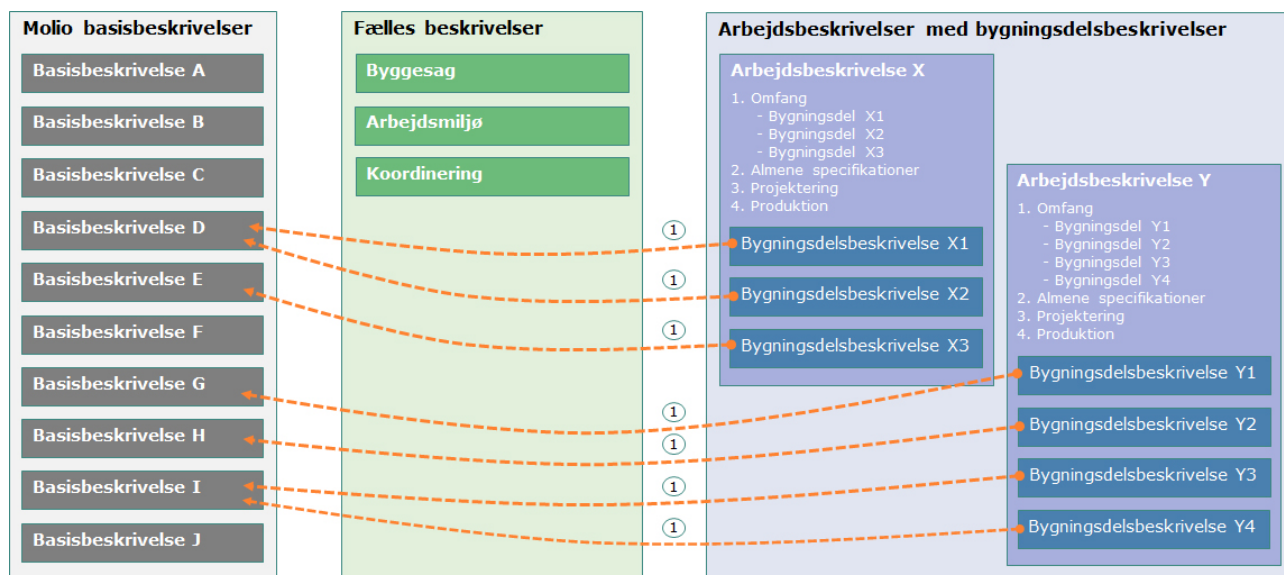 Molio basisbeskrivelser
Basisbeskrivelse A
Basisbeskrivelse B
Basisbeskrivelse C
Basisbeskrivelse D
Basisbeskrivelse E
Basisbeskrivelse F
Basisbeskrivelse G
Basisbeskrivelse H
Basisbeskrivelse I
Basisbeskrivelse J
Fælles beskrivelser
Byggesag
Arbejdsmiljø
Koordinering
1
1
1
1
1
1
1
Arbejdsbeskrivelser med bygningsdelsbeskrivelser
Arbejdsbeskrivelse X
1. Omfang
- Bygningsdel X1
- Bygningsdel X2
- Bygningsdel X3
2. Almene specifikationer
3. Projektering
4. Produktion
Bygningsdelsbeskrivelse X1
Bygningsdelsbeskrivelse X2
Bygningsdelsbeskrivelse X3
Arbejdsbeskrivelse Y
1. Omfang
- Bygningsdel Y1
- Bygningsdel Y2
- Bygningsdel Y3
- Bygningsdel Y4
2. Almene specifikationer
3. Projektering
4. Produktion
Bygningsdelsbeskrivelse Y1
Bygningsdelsbeskrivelse Y2
Bygningsdelsbeskrivelse Y3
Bygningsdelsbeskrivelse Y4